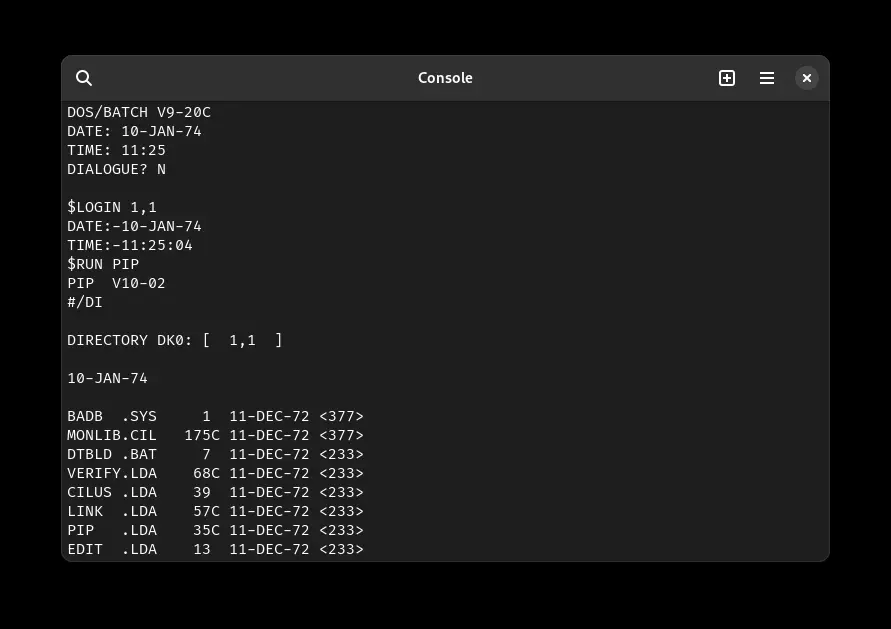 Console
DOS/BATCH V9-20C
DATE: 10-JAN-74
TIME: 11:25
DIALOGUE? N
$LOGIN 1,1
DATE:-10-JAN-74
TIME:-11:25:04
$RUN PIP
PIP  V10-02
#/DI
DIRECTORY DK0: [  1,1  ]
10-JAN-74
BADB  .SYS     1  11-DEC-72 <377>
MONLIB.CIL   175C 11-DEC-72 <377>
DTBLD .BAT     7  11-DEC-72 <233>
VERIFY.LDA    68C 11-DEC-72 <233>
CILUS .LDA    39  11-DEC-72 <233>
LINK  .LDA    57C 11-DEC-72 <233>
PIP   .LDA    35C 11-DEC-72 <233>
EDIT  .LDA    13  11-DEC-72 <233>